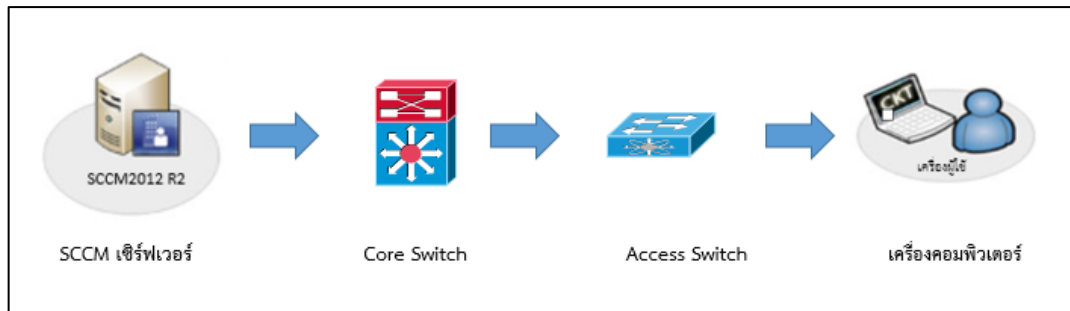 SCCM2012 R2
CKT
เครื่องผู้ใช้
SCCM เซิร์ฟเวอร์
Core Switch
Access Switch
เครื่องคอมพิวเตอร์